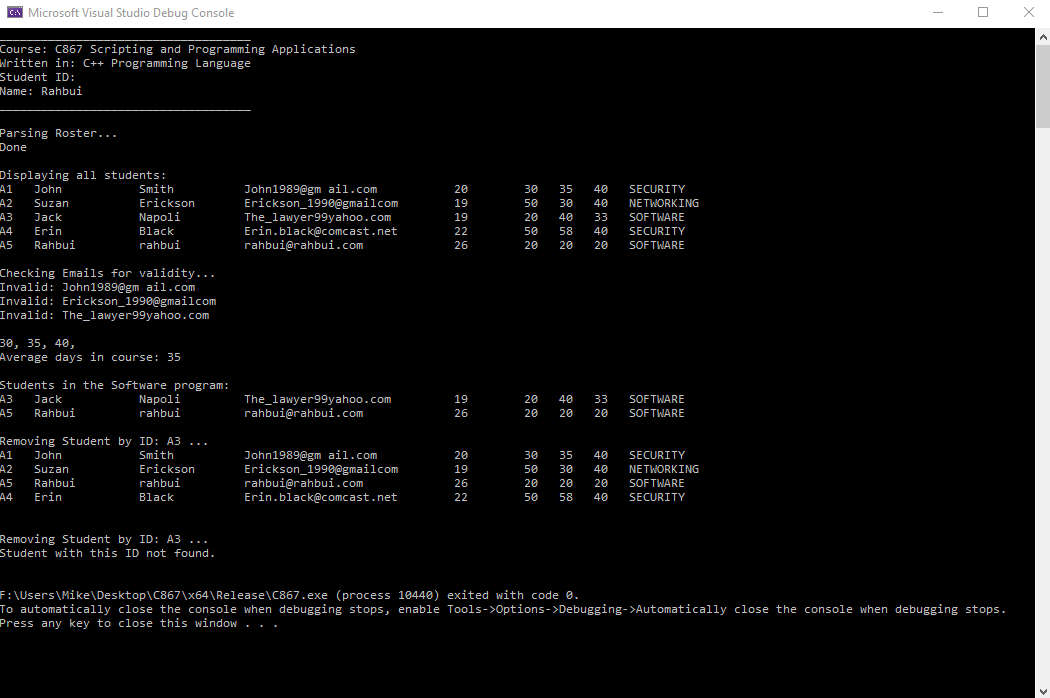 Microsoft Visual Studio Debug Console
____________________________________
Course: C867 Scripting and Programming Applications
Written in: C++ Programming Language
Student ID:
Name: Rahbui
____________________________________
Parsing Roster...
Done
Displaying all students:
A1 John Smith John1989@gm ail.com 20 30 35 40 SECURITY
A2 Suzan Erickson Erickson_1990@gmailcom 19 50 30 40 NETWORKING
A3 Jack Napoli The_lawyer99yahoo.com 19 20 40 33 SOFTWARE
A4 Erin Black Erin.black@comcast.net 22 50 58 40 SECURITY
A5 Rahbui rahbui rahbui@rahbui.com 26 20 20 20 SOFTWARE
Checking Emails for validity...
Invalid: John1989@gm ail.com
Invalid: Erickson_1990@gmailcom
Invalid: The_lawyer99yahoo.com
30, 35, 40,
Average days in course: 35
Students in the Software program:
A3 Jack Napoli The_lawyer99yahoo.com 19 20 40 33 SOFTWARE
A5 Rahbui rahbui rahbui@rahbui.com 26 20 20 20 SOFTWARE
Removing Student by ID: A3 ...
A1 John Smith John1989@gm ail.com 20 30 35 40 SECURITY
A2 Suzan Erickson Erickson_1990@gmailcom 19 50 30 40 NETWORKING
A5 Rahbui rahbui rahbui@rahbui.com 26 20 20 20 SOFTWARE
A4 Erin Black Erin.black@comcast.net 22 50 58 40 SECURITY
Removing Student by ID: A3 ...
Student with this ID not found.
F:\Users\Mike\Desktop\C867\x64\Release\C867.exe (process 10440) exited with code 0.
To automatically close the console when debugging stops, enable Tools->Options->Debugging->Automatically close the console when debugging stops.
Press any key to close this window . . .